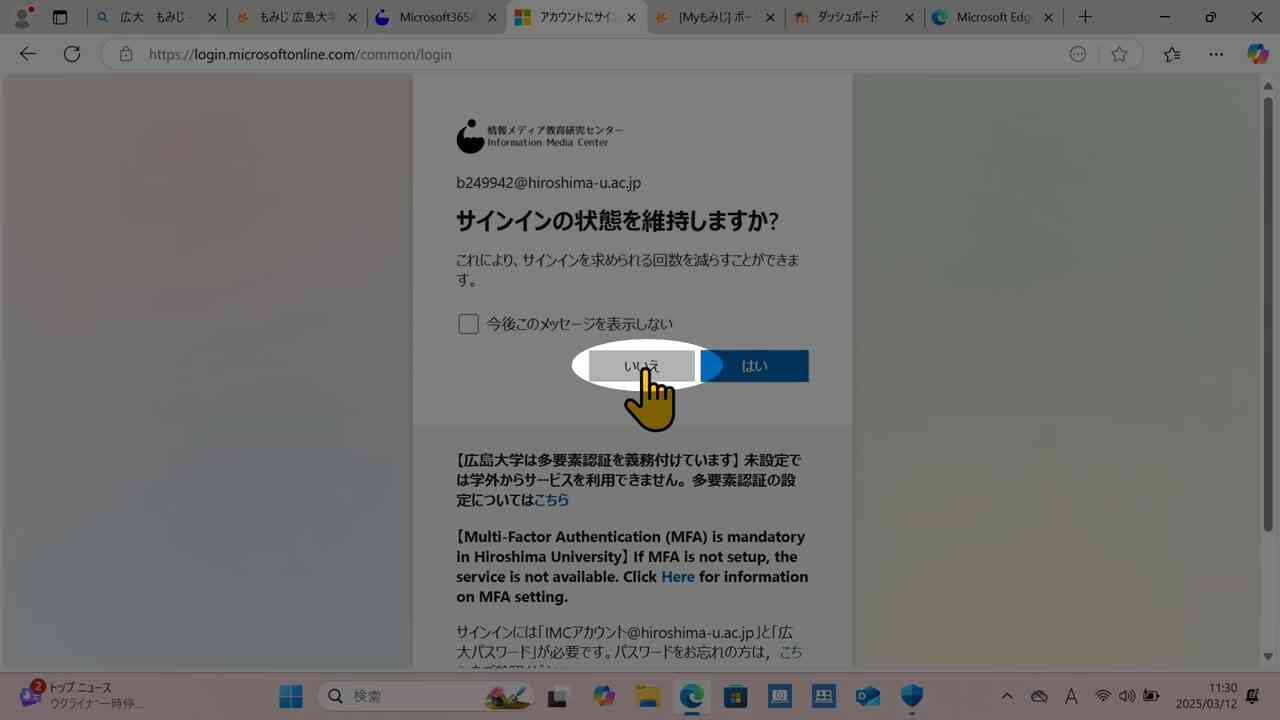 広大 もみじ -
もみじ 広島大学
Microsoft365
アカウントにサイン
[Myもみじ] ポー
ダッシュボード
Microsoft Edg
https://login.microsoftonline.com/common/login
情報メディア教育研究センター
Information Media Center
b249942@hiroshima-u.ac.jp
サインインの状態を維持しますか?
これにより、サインインを求められる回数を減らすことができま
す。
今後このメッセージを表示しない
いいえ
はい
【広島大学は多要素認証を義務付けています】 未設定で
は学外からサービスを利用できません。 多要素認証の設
定についてはこちら
【Multi-Factor Authentication (MFA) is mandatory
in Hiroshima University】 If MFA is not setup, the
service is not available. Click Here for information
on MFA setting.
サインインには「IMCアカウント@hiroshima-u.ac.jp」と「広
大パスワード」が必要です。パスワードをお忘れの方は，こち
2
トップ ニュース
ウクライナ一時停...
検索
A
11:30
2025/03/12